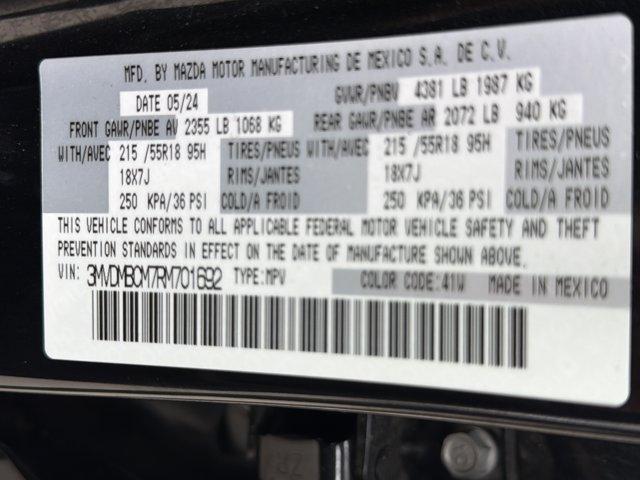 MFD. BY MAZDA MOTOR MANUFACTURING DE MEXICO S.A. DE C.V.
DATE 05/24 GVWR/PNBV 4381 LB 1987 KG
FRONT GAWR/PNBE AV 2355 LB 1068 KG REAR GAWR/PNBE AR 2072 LB 940 KG
WITH/AVEC 215 /55R18 95H TIRES/PNEUS WITH/AVEC 215 /55R18 95H TIRES/PNEUS
18X7J RIMS/JANTES 18X7J RIMS/JANTES
250 KPA/36 PSI COLD/A FROID 250 KPA/36 PSI COLD/A FROID
THIS VEHICLE CONFORMS TO ALL APPLICABLE FEDERAL MOTOR VEHICLE SAFETY AND THEFT
PREVENTION STANDARDS IN EFFECT ON THE DATE OF MANUFACTURE SHOWN ABOVE.
VIN: 3MVDMBCM7RM701692 TYPE:MPV COLOR CODE:41W MADE IN MEXICO